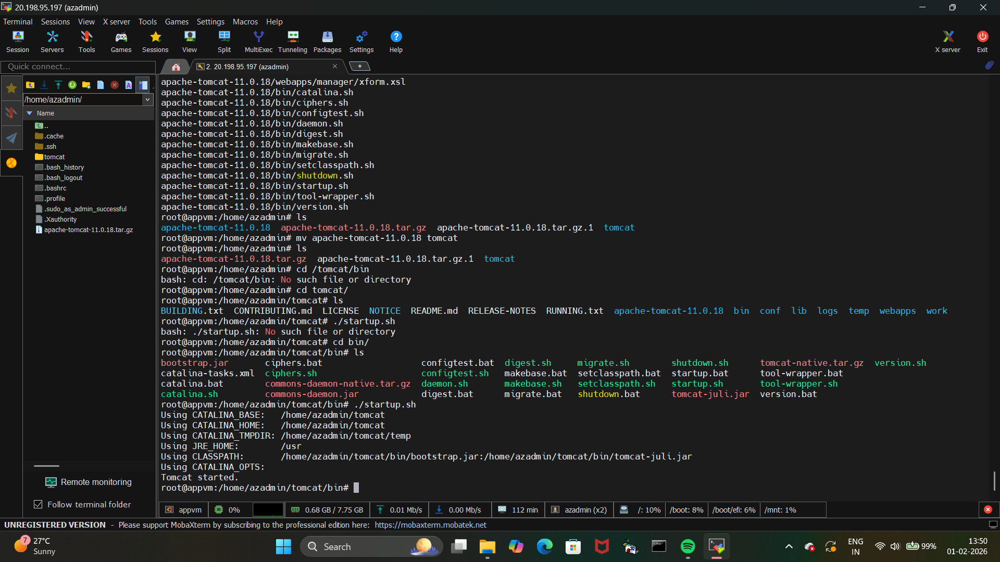 20.198.95.197 (azadmin)
Terminal Sessions View X server Tools Games Settings Macros Help
Session Servers Tools Games Sessions View Split MultiExec Tunneling Packages Settings Help X server Exit
Quick connect...
2. 20.198.95.197 (azadmin)
/home/azadmin/
Name
..
.cache
.ssh
tomcat
.bash_history
.bash_logout
.bashrc
.profile
.sudo_as_admin_successful
.Xauthority
apache-tomcat-11.0.18.tar.gz
Remote monitoring
Follow terminal folder
apache-tomcat-11.0.18/webapps/manager/xform.xsl
apache-tomcat-11.0.18/bin/catalina.sh
apache-tomcat-11.0.18/bin/ciphers.sh
apache-tomcat-11.0.18/bin/configtest.sh
apache-tomcat-11.0.18/bin/daemon.sh
apache-tomcat-11.0.18/bin/digest.sh
apache-tomcat-11.0.18/bin/makebase.sh
apache-tomcat-11.0.18/bin/migrate.sh
apache-tomcat-11.0.18/bin/setclasspath.sh
apache-tomcat-11.0.18/bin/shutdown.sh
apache-tomcat-11.0.18/bin/startup.sh
apache-tomcat-11.0.18/bin/tool-wrapper.sh
apache-tomcat-11.0.18/bin/version.sh
root@appvm:/home/azadmin# ls
apache-tomcat-11.0.18 apache-tomcat-11.0.18.tar.gz apache-tomcat-11.0.18.tar.gz.1 tomcat
root@appvm:/home/azadmin# mv apache-tomcat-11.0.18 tomcat
root@appvm:/home/azadmin# ls
apache-tomcat-11.0.18.tar.gz apache-tomcat-11.0.18.tar.gz.1 tomcat
root@appvm:/home/azadmin# cd /tomcat/bin
bash: cd: /tomcat/bin: No such file or directory
root@appvm:/home/azadmin# cd tomcat/
root@appvm:/home/azadmin/tomcat# ls
BUILDING.txt CONTRIBUTING.md LICENSE NOTICE README.md RELEASE-NOTES RUNNING.txt apache-tomcat-11.0.18 bin conf lib logs temp webapps work
root@appvm:/home/azadmin/tomcat# ./startup.sh
bash: ./startup.sh: No such file or directory
root@appvm:/home/azadmin/tomcat# cd bin/
root@appvm:/home/azadmin/tomcat/bin# ls
bootstrap.jar ciphers.bat configtest.bat digest.sh migrate.sh shutdown.sh tomcat-native.tar.gz version.sh
catalina-tasks.xml ciphers.sh configtest.sh makebase.bat setclasspath.bat startup.bat tool-wrapper.bat
catalina.bat commons-daemon-native.tar.gz daemon.sh makebase.sh setclasspath.sh startup.sh tool-wrapper.sh
catalina.sh commons-daemon.jar digest.bat migrate.bat shutdown.bat tomcat-juli.jar version.bat
root@appvm:/home/azadmin/tomcat/bin# ./startup.sh
Using CATALINA_BASE: /home/azadmin/tomcat
Using CATALINA_HOME: /home/azadmin/tomcat
Using CATALINA_TMPDIR: /home/azadmin/tomcat/temp
Using JRE_HOME: /usr
Using CLASSPATH: /home/azadmin/tomcat/bin/bootstrap.jar:/home/azadmin/tomcat/bin/tomcat-juli.jar
Using CATALINA_OPTS:
Tomcat started.
root@appvm:/home/azadmin/tomcat/bin#
appvm 0% 0.68 GB / 7.75 GB 0.01 Mb/s 0.00 Mb/s 112 min azadmin (x2) /: 10% /boot: 8% /boot/efi: 6% /mnt: 1%
UNREGISTERED VERSION - Please support MobaXterm by subscribing to the professional edition here: https://mobaxterm.mobatek.net
7
27°C
Sunny
Search
ENG
IN
99%
13:50
01-02-2026